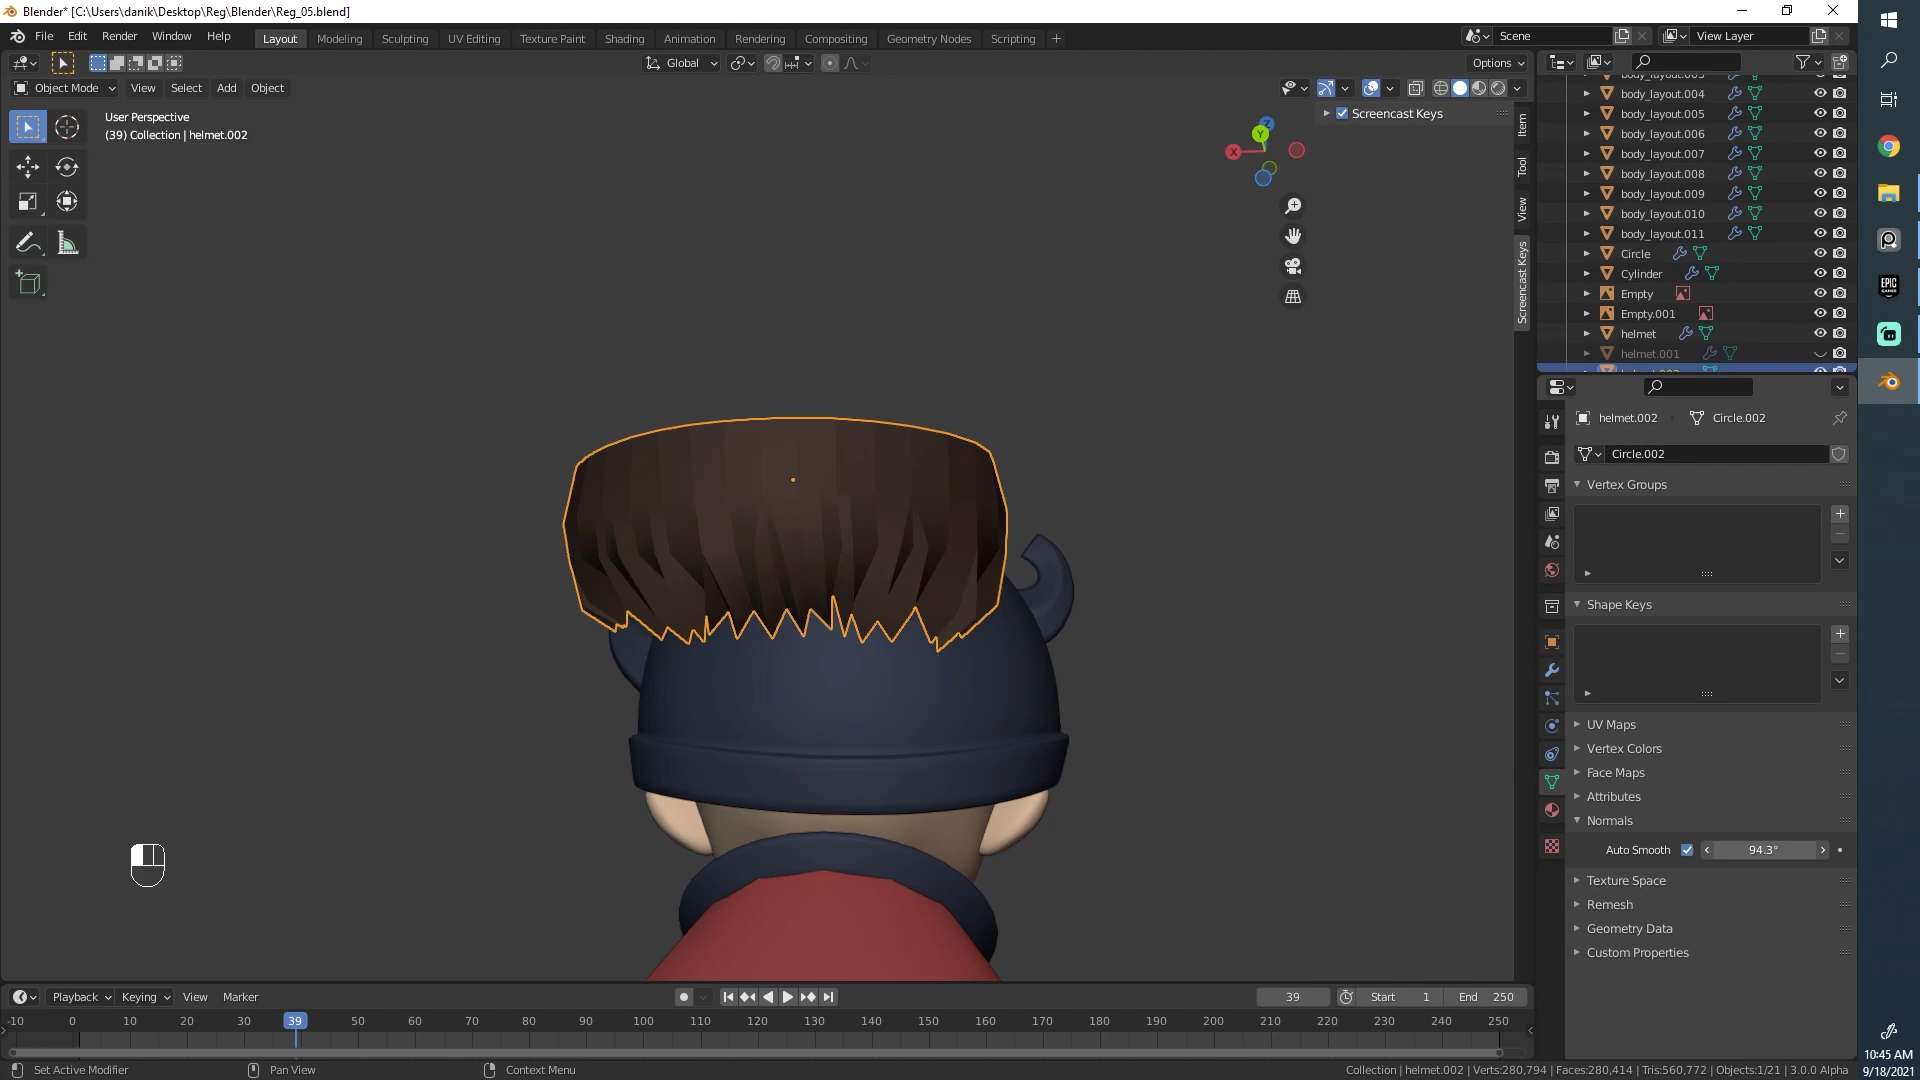 Blender* [C:\Users\danik\Desktop\Reg\Blender\Reg_05.blend]
File Edit Render Window Help Layout Modeling Sculpting UV Editing Texture Paint Shading Animation Rendering Compositing Geometry Nodes Scripting + Scene View Layer
Global Options
Object Mode View Select Add Object
User Perspective
(39) Collection | helmet.002
Screencast Keys
X Y Z
Item
Tool
View
Screencast Keys
body_layout.003
body_layout.004
body_layout.005
body_layout.006
body_layout.007
body_layout.008
body_layout.009
body_layout.010
body_layout.011
Circle
Cylinder
Empty
Empty.001
helmet
helmet.001
helmet.002 Circle.002
Circle.002
Vertex Groups
Shape Keys
UV Maps
Vertex Colors
Face Maps
Attributes
Normals
Auto Smooth 94.3°
Texture Space
Remesh
Geometry Data
Custom Properties
EPIC
GAMES
Playback Keying View Marker 39 Start 1 End 250
-10 0 10 20 30 39 50 60 70 80 90 100 110 120 130 140 150 160 170 180 190 200 210 220 230 240 250
Set Active Modifier Pan View Context Menu Collection | helmet.002 | Verts:280,794 | Faces:280,414 | Tris:560,772 | Objects:1/21 | 3.0.0 Alpha
10:45 AM
9/18/2021